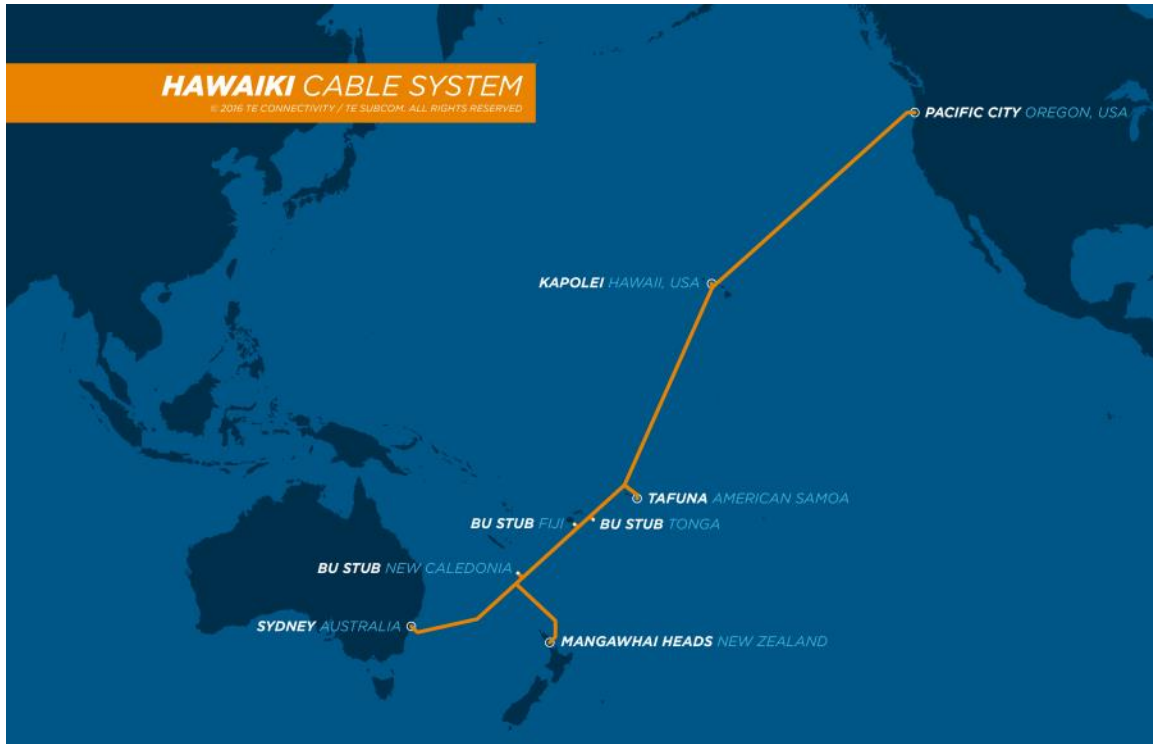 HAWAIKI CABLE SYSTEM
© 2016 TE CONNECTIVITY / TE SUBCOM. ALL RIGHTS RESERVED
PACIFIC CITY OREGON, USA
KAPOLEI HAWAII, USA
TAFUNA AMERICAN SAMOA
BU STUB FIJI
BU STUB TONGA
BU STUB NEW CALEDONIA
SYDNEY AUSTRALIA
MANGAWHAI HEADS NEW ZEALAND